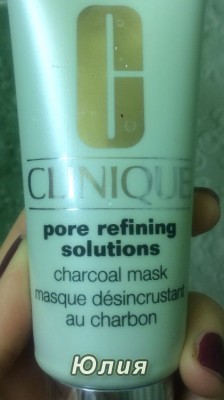 C
CLINIQUE
pore refining
solutions
charcoal mask
masque désincrustant
au charbon
Юлия